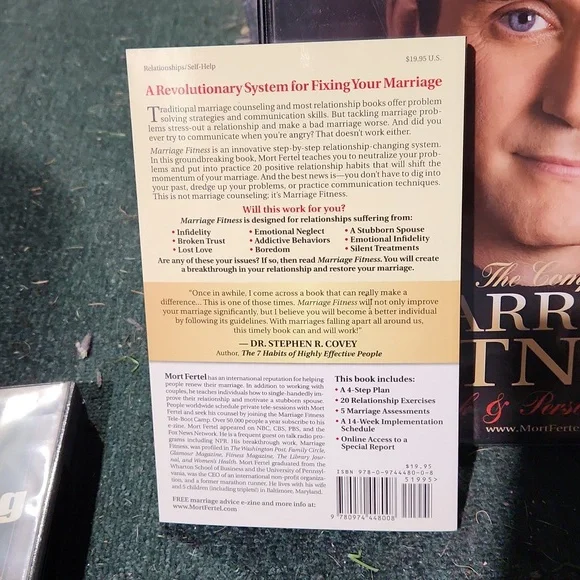 Relationships/Self-Help
$19.95 U.S.
A Revolutionary System for Fixing Your Marriage
Traditional marriage counseling and most relationship books offer problem
solving strategies and communication skills. But tackling marriage prob-
lems stress-out a relationship and make a bad marriage worse. And did you
ever try to communicate when you're angry? That doesn't work either.
Marriage Fitness is an innovative step-by-step relationship-changing system.
In this groundbreaking book, Mort Fertel teaches you to neutralize your prob-
lems and put into practice 20 positive relationship habits that will shift the
momentum of your marriage. And the best news is—you don't have to dig into
your past, dredge up your problems, or practice communication techniques.
This is not marriage counseling; it's Marriage Fitness.
Will this work for you?
Marriage Fitness is designed for relationships suffering from:
• Infidelity • Emotional Neglect • A Stubborn Spouse
• Broken Trust • Addictive Behaviors • Emotional Infidelity
• Lost Love • Boredom • Silent Treatments
Are any of these your issues? If so, then read Marriage Fitness. You will create
a breakthrough in your relationship and restore your marriage.
"Once in awhile, I come across a book that can really make a
difference... This is one of those times. Marriage Fitness will not only improve
your marriage significantly, but I believe you will become a better individual
by following its guidelines. With marriages falling apart all around us,
this timely book can and will work!"
— DR. STEPHEN R. COVEY
Author, The 7 Habits of Highly Effective People
Mort Fertel has an international reputation for helping
people renew their marriage. In addition to working with
couples, he teaches individuals how to single-handedly im-
prove their relationship and motivate a stubborn spouse.
People worldwide schedule private tele-sessions with Mort
Fertel and seek his counsel by joining the Marriage Fitness
Tele-Boot Camp. Over 50,000 people a year subscribe to his
e-zine. Mort Fertel appeared on NBC, CBS, PBS, and the
Fox News Network. He is a frequent guest on talk radio pro-
grams including NPR. His breakthrough work, Marriage
Fitness, was profiled in The Washington Post, Family Circle,
Glamour Magazine, Fitness Magazine, The Library Jour-
nal, and Women's Health. Mort Fertel graduated from the
Wharton School of Business and the University of Pennsyl-
vania, was the CEO of an international non-profit organiza-
tion, and a former marathon runner. He lives with his wife
and 5 children (including triplets!) in Baltimore, Maryland.
FREE marriage advice e-zine and more info at:
www.MortFertel.com
This book includes:
• A 4-Step Plan
• 20 Relationship Exercises
• 5 Marriage Assessments
• A 14-Week Implementation
Schedule
• Online Access to a
Special Report
$19.95
ISBN 978-0-9744480-0-8
51995>
9 780974 448008
The Com
ARR
TN
& Pers
www.MortFertel
g